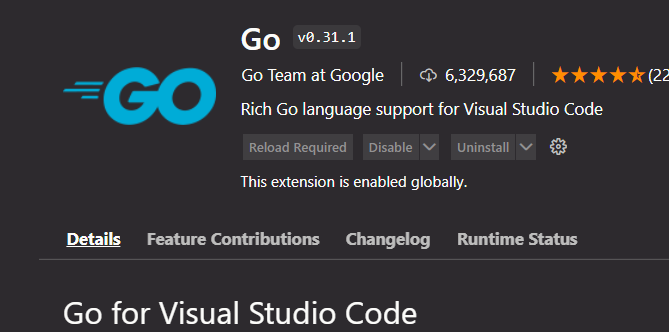 Go v0.31.1
GO
Go Team at Google 6,329,687 (22
Rich Go language support for Visual Studio Code
Reload Required Disable Uninstall
This extension is enabled globally.
Details Feature Contributions Changelog Runtime Status
Go for Visual Studio Code